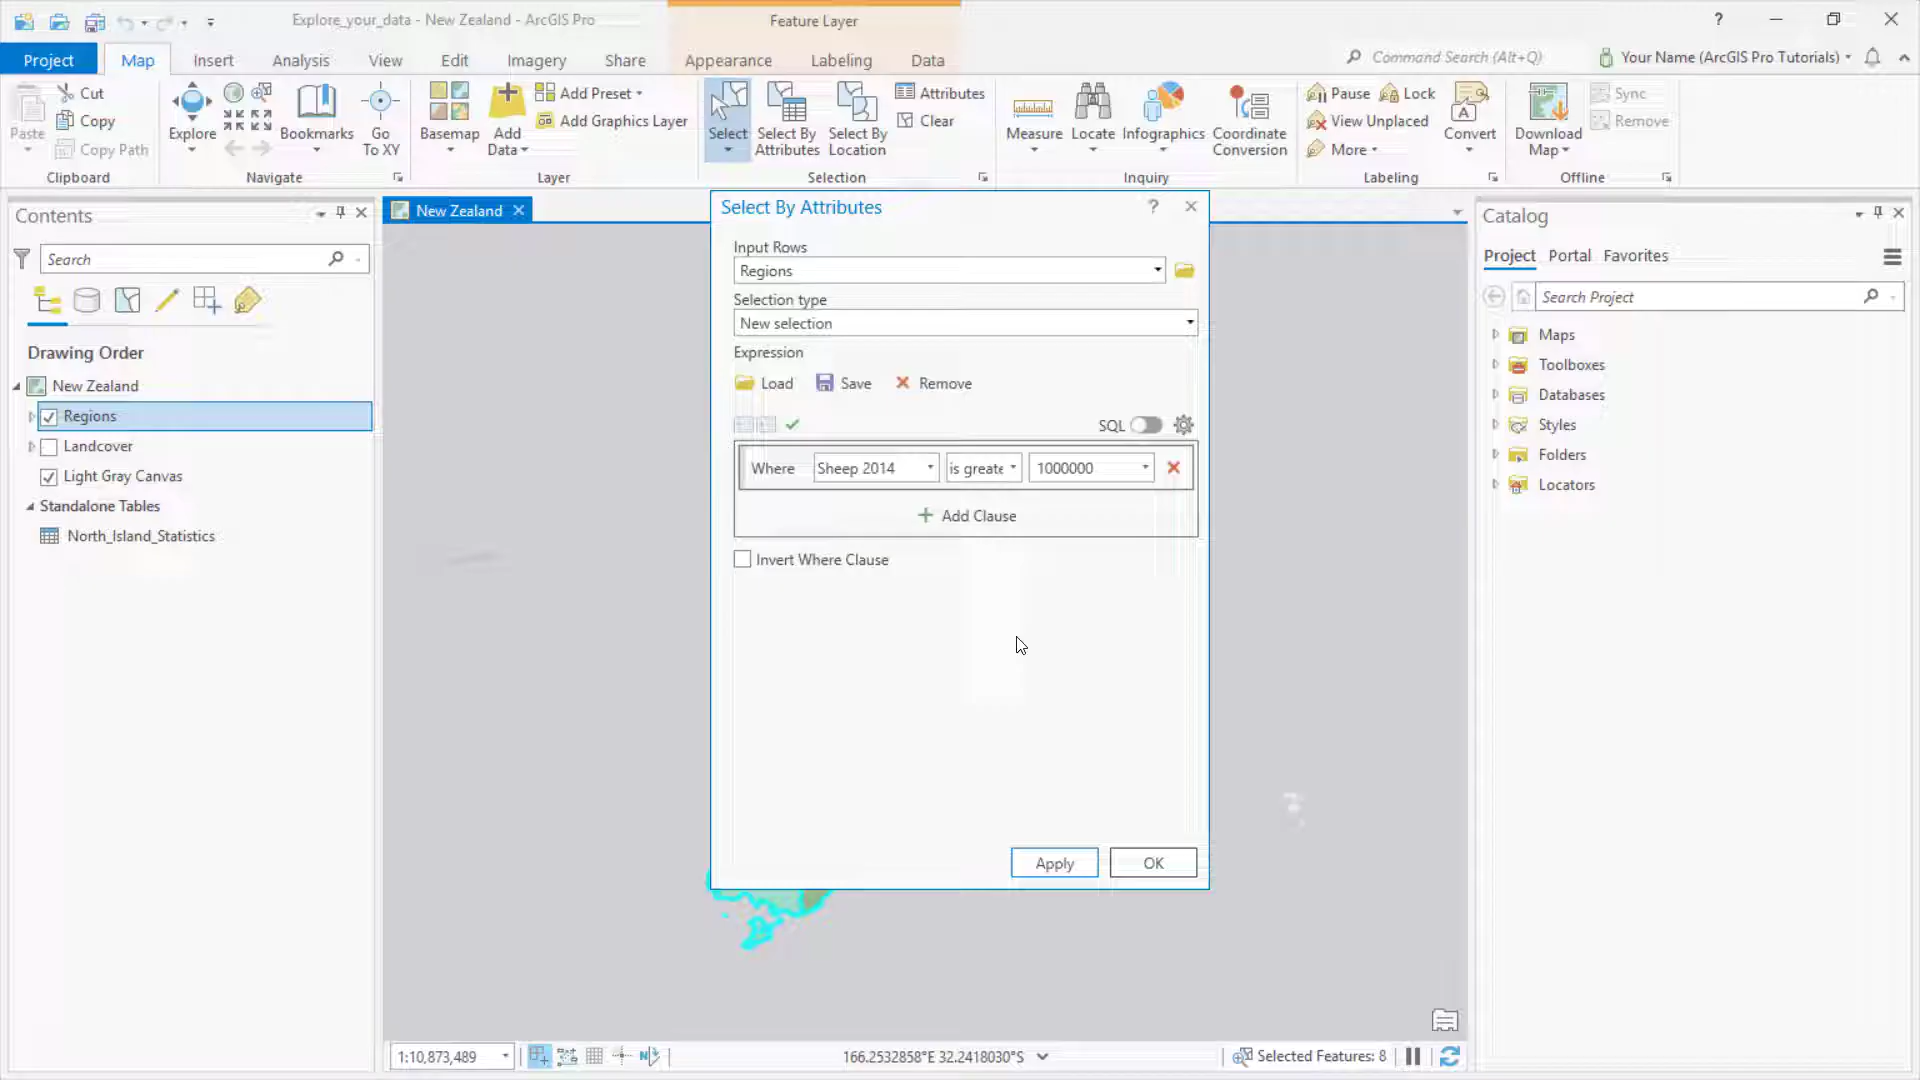 Explore_your_data - New Zealand - ArcGIS Pro
Feature Layer
?
Project
Map
Insert
Analysis
View
Edit
Imagery
Share
Appearance
Labeling
Data
Command Search (Alt+Q)
Your Name (ArcGIS Pro Tutorials)
Paste
Cut
Copy
Copy Path
Clipboard
Explore
Bookmarks
Go
To XY
Navigate
Basemap
Add
Data
Add Preset
Add Graphics Layer
Layer
Select
Select By
Attributes
Select By
Location
Attributes
Clear
Selection
Measure
Locate
Infographics
Coordinate
Conversion
Inquiry
Pause
Lock
View Unplaced
More
Convert
Labeling
Download
Map
Sync
Remove
Offline
Contents
Search
Drawing Order
New Zealand
Regions
Landcover
Light Gray Canvas
Standalone Tables
North_Island_Statistics
New Zealand
Select By Attributes
?
Input Rows
Regions
Selection type
New selection
Expression
Load
Save
Remove
SQL
Where
Sheep 2014
is greate
1000000
Add Clause
Invert Where Clause
Apply
OK
Catalog
Project
Portal
Favorites
Search Project
Maps
Toolboxes
Databases
Styles
Folders
Locators
1:10,873,489
166.2532858°E 32.2418030°S
Selected Features: 8